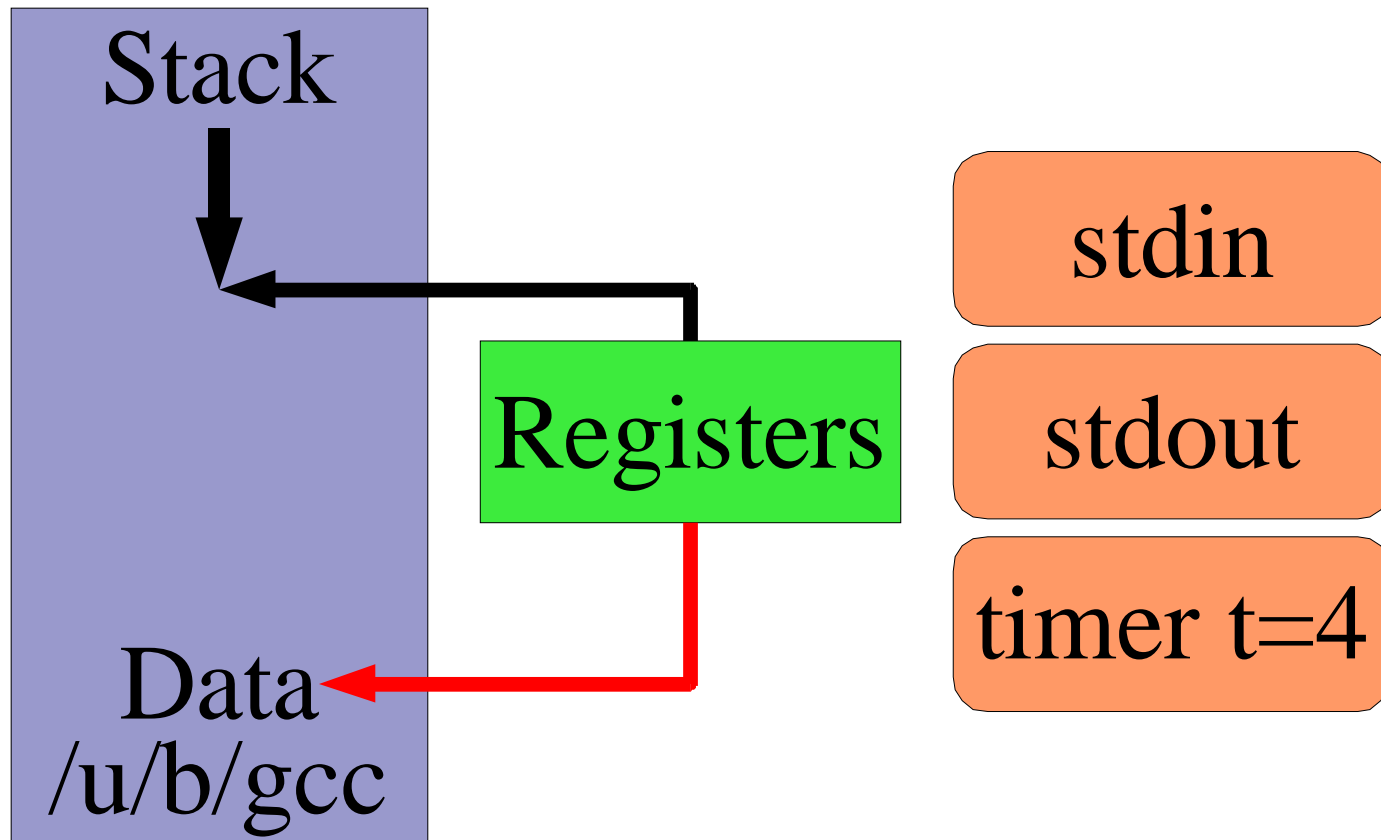 Stack
stdin
Registers
stdout
timer t=4
Data
/u/b/gcc